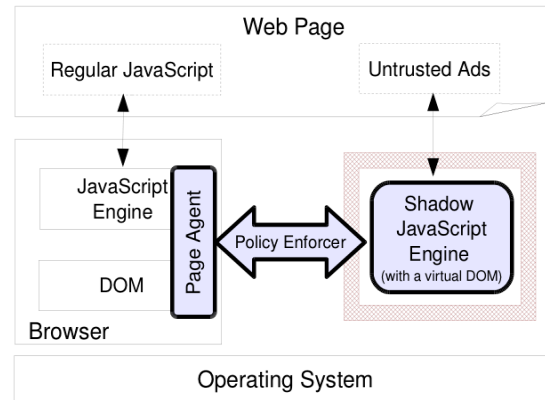 Web Page
Regular JavaScript
Untrusted Ads
JavaScript
Engine
Page Agent
DOM
Browser
Policy Enforcer
Shadow
JavaScript
Engine
(with a virtual DOM)
Operating System